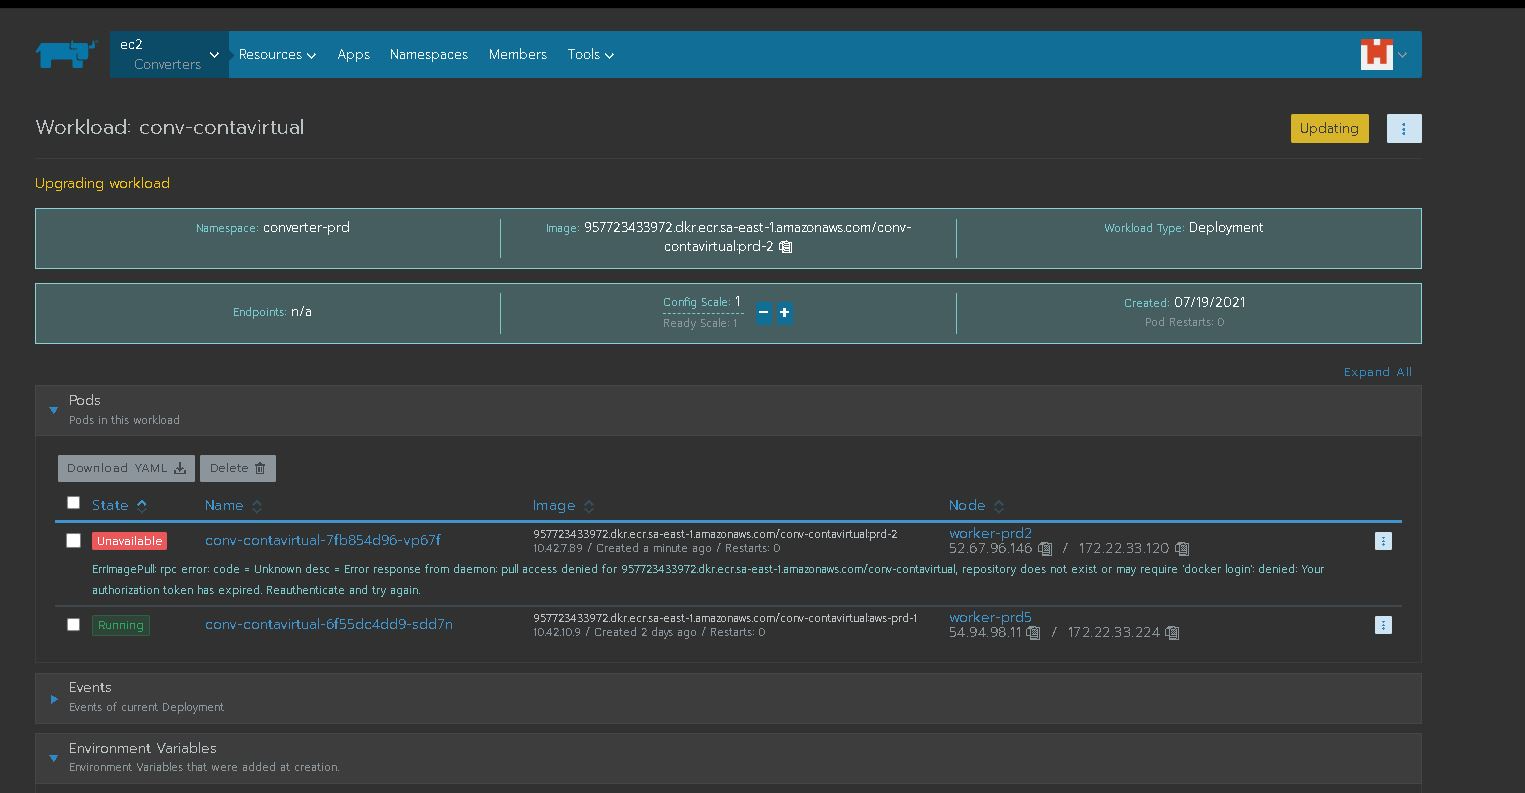 ec2
Converters
Resources
Apps
Namespaces
Members
Tools
Workload: conv-contavirtual
Updating
Upgrading workload
Namespace: converter-prd
Image: 957723433972.dkr.ecr.sa-east-1.amazonaws.com/conv-
contavirtual:prd-2
Workload Type: Deployment
Endpoints: n/a
Config Scale: 1
Ready Scale: 1
Created: 07/19/2021
Pod Restarts: 0
Expand All
Pods
Pods in this workload
Download YAML
Delete
State
Name
Image
Node
Unavailable
conv-contavirtual-7fb854d96-vp67f
957723433972.dkr.ecr.sa-east-1.amazonaws.com/conv-contavirtual:prd-2
10.42.7.89 / Created a minute ago / Restarts: 0
worker-prd2
52.67.96.146 / 172.22.33.120
ErrImagePull: rpc error: code = Unknown desc = Error response from daemon: pull access denied for 957723433972.dkr.ecr.sa-east-1.amazonaws.com/conv-contavirtual, repository does not exist or may require 'docker login': denied: Your
authorization token has expired. Reauthenticate and try again.
Running
conv-contavirtual-6f55dc4dd9-sdd7n
957723433972.dkr.ecr.sa-east-1.amazonaws.com/conv-contavirtual:aws-prd-1
10.42.10.9 / Created 2 days ago / Restarts: 0
worker-prd5
54.94.98.11 / 172.22.33.224
Events
Events of current Deployment
Environment Variables
Environment Variables that were added at creation.